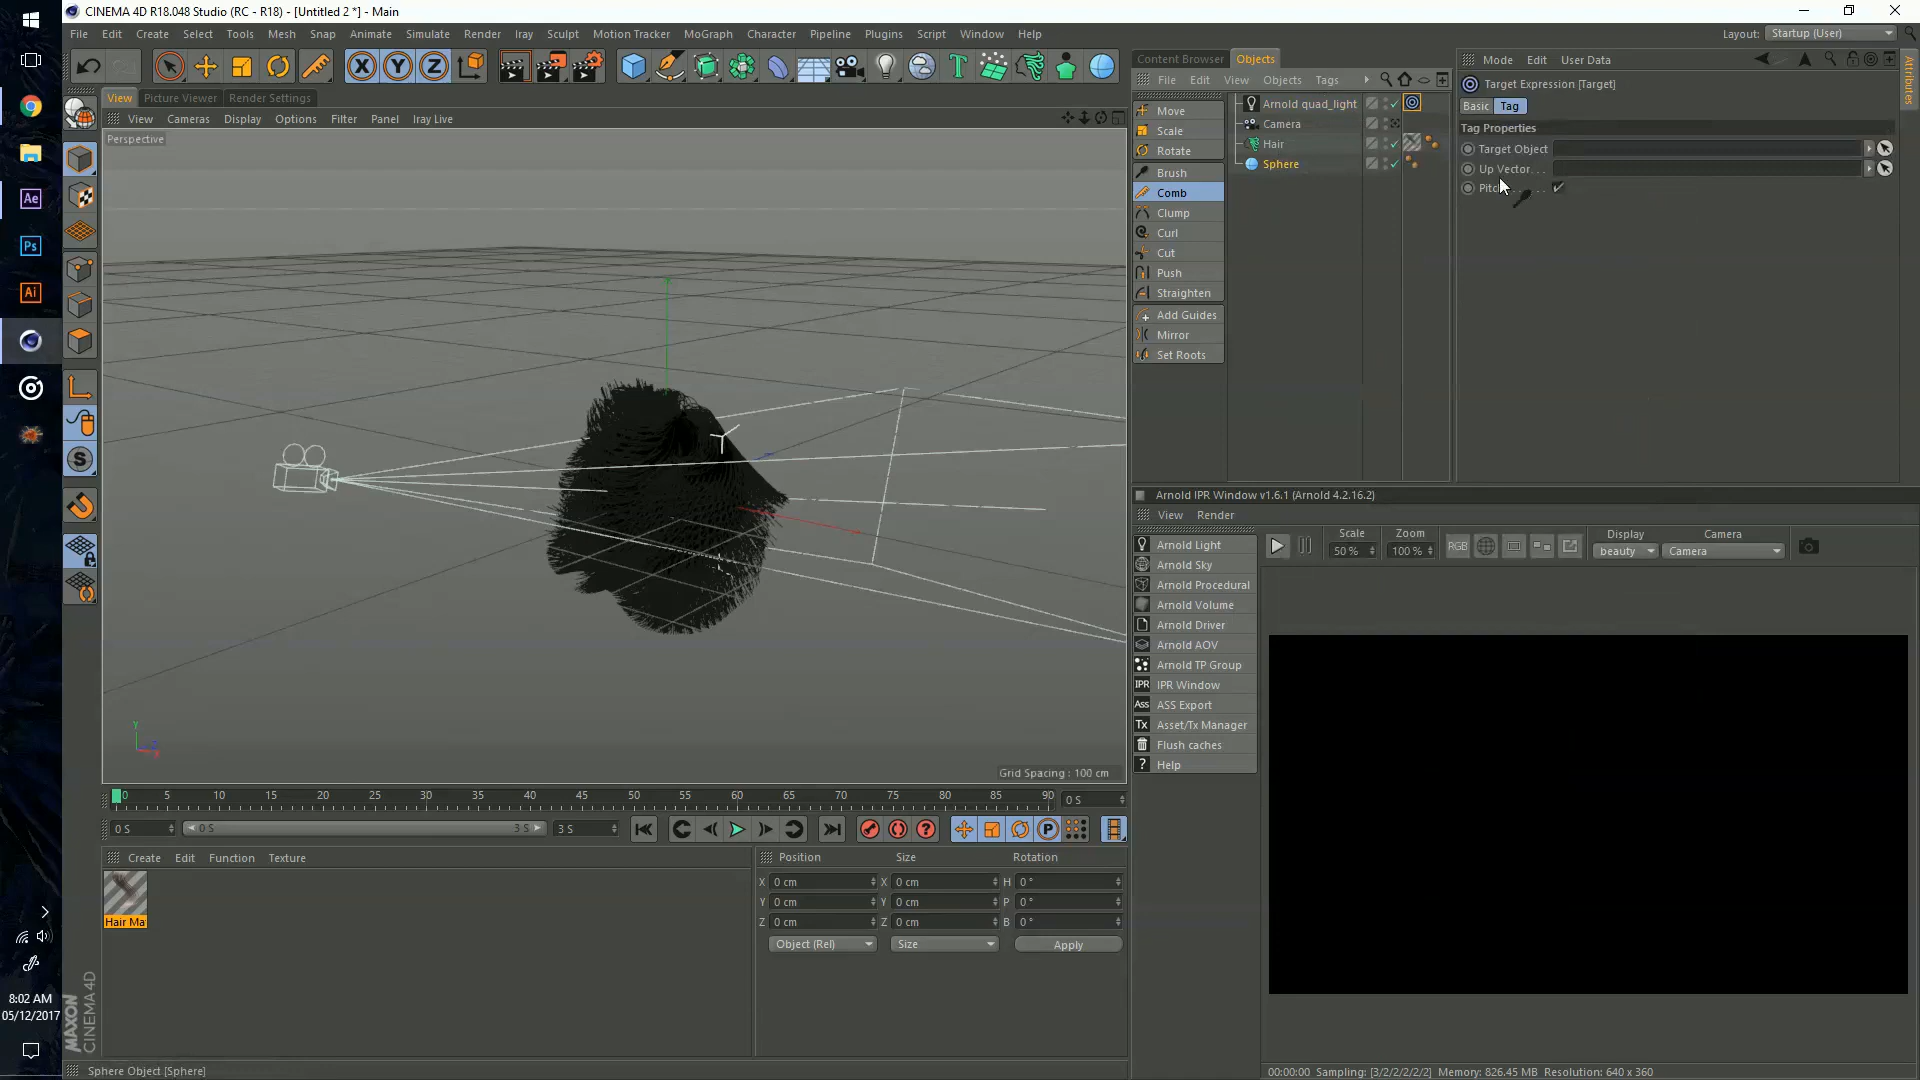 CINEMA 4D R18.048 Studio (RC - R18) - [Untitled 2 *] - Main
File Edit Create Select Tools Mesh Snap Animate Simulate Render Iray Sculpt Motion Tracker MoGraph Character Pipeline Plugins Script Window Help
Layout: Startup (User)
Content Browser Objects
Mode Edit User Data
File Edit View Objects Tags
Target Expression [Target]
Basic Tag
Tag Properties
Target Object
Up Vector. . .
Attributes
View Picture Viewer Render Settings
View Cameras Display Options Filter Panel Iray Live
Perspective
Move
Scale
Rotate
Brush
Comb
Clump
Curl
Cut
Push
Straighten
Add Guides
Mirror
Set Roots
Arnold quad_light
Camera
Hair
Sphere
Arnold IPR Window v1.6.1 (Arnold 4.2.16.2)
View Render
Scale Zoom Display Camera
50 % 100 % RGB beauty Camera
Arnold Light
Arnold Sky
Arnold Procedural
Arnold Volume
Arnold Driver
Arnold AOV
Arnold TP Group
IPR IPR Window
Ass ASS Export
Tx Asset/Tx Manager
Flush caches
? Help
Y
Grid Spacing : 100 cm
0 5 10 15 20 25 30 35 40 45 50 55 60 65 70 75 80 85 90 0 S
0 S 0 S 3 S 3 S
Create Edit Function Texture
Hair Ma
Position Size Rotation
X 0 cm X 0 cm H 0 °
Y 0 cm Y 0 cm P 0 °
Z 0 cm Z 0 cm B 0 °
Object (Rel) Size Apply
Sphere Object [Sphere]
00:00:00 Sampling: [3/2/2/2/2/2] Memory: 826.45 MB Resolution: 640 x 360
Ae
Ps
Ai
8:02 AM
05/12/2017
MAXON
CINEMA 4D